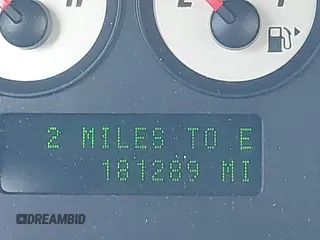 H
E
2 MILES TO E
181289 MI
DREAMBID